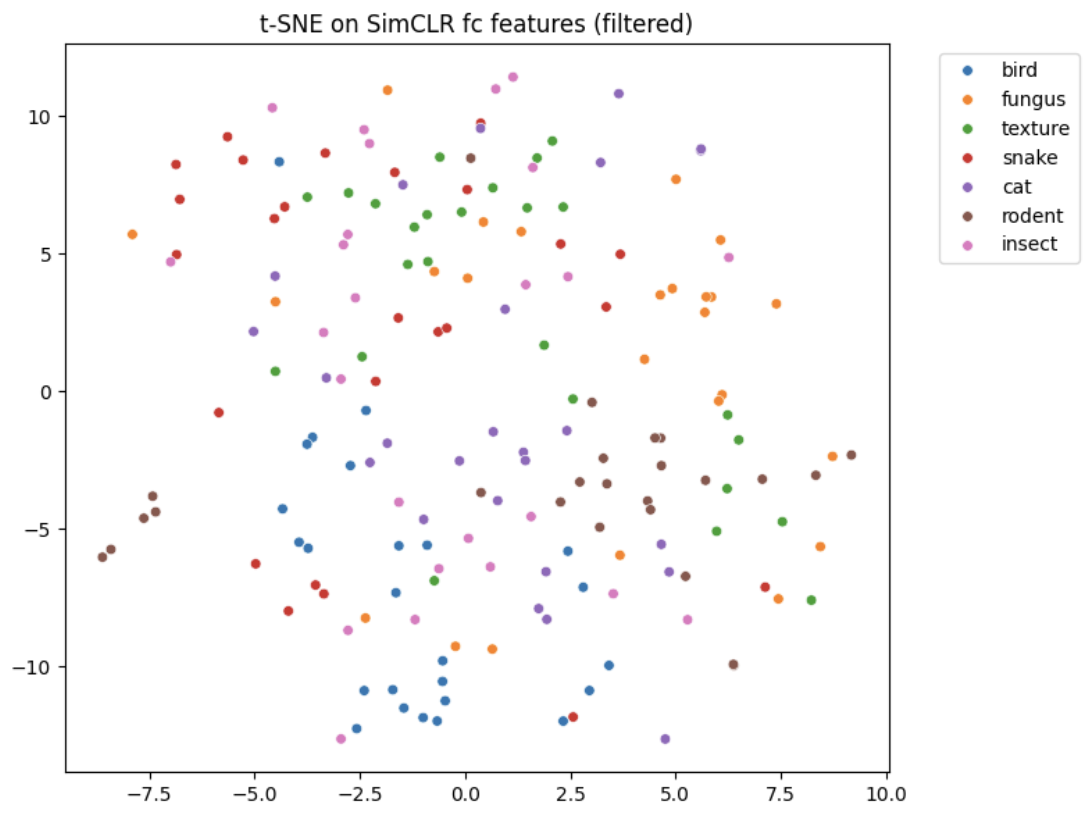 t-SNE on SimCLR fc features (filtered)
bird
fungus
texture
snake
cat
rodent
insect
10
5
0
−5
−10
−7.5
−5.0
−2.5
0.0
2.5
5.0
7.5
10.0